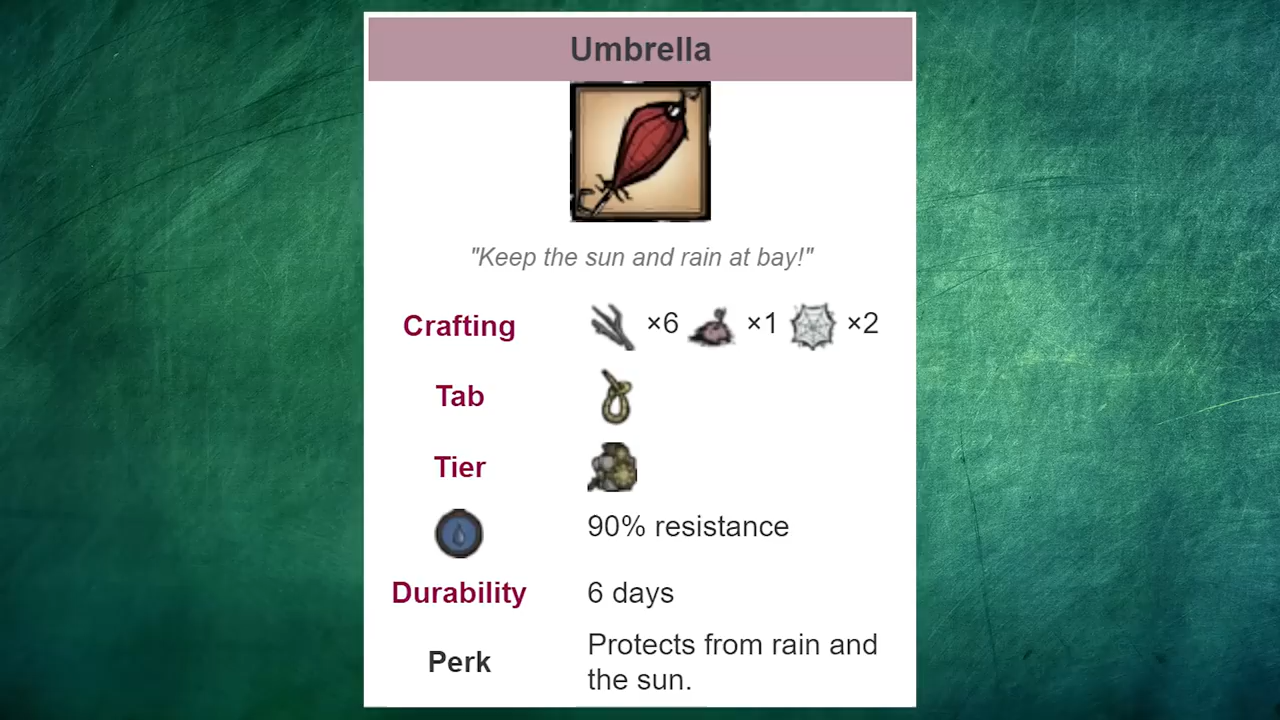 Umbrella
"Keep the sun and rain at bay!"
Crafting ×6 ×1 ×2
Tab
Tier
90% resistance
Durability 6 days
Perk Protects from rain and
the sun.